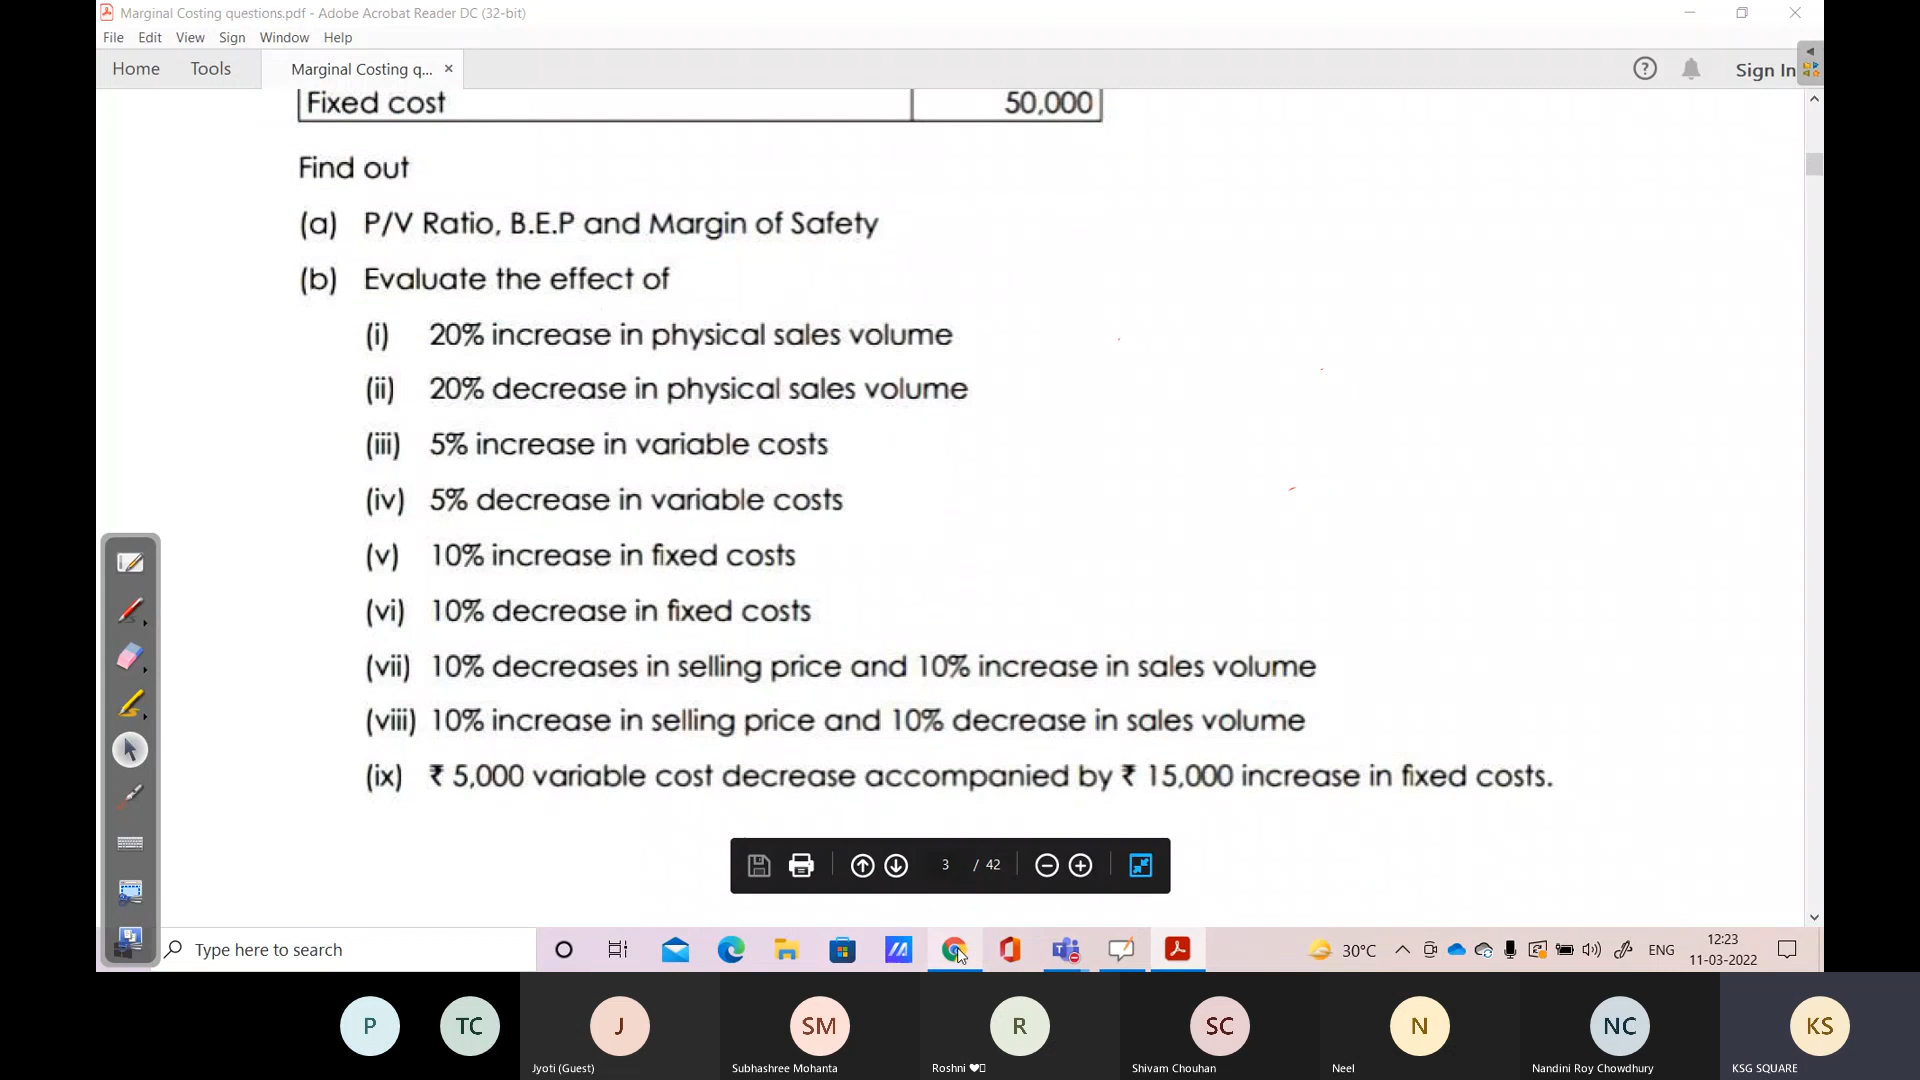 Marginal Costing questions.pdf - Adobe Acrobat Reader DC (32-bit)
File Edit View Sign Window Help
Home Tools Marginal Costing q... × Sign In
Fixed cost 50,000
Find out
(a) P/V Ratio, B.E.P and Margin of Safety
(b) Evaluate the effect of
(i) 20% increase in physical sales volume
(ii) 20% decrease in physical sales volume
(iii) 5% increase in variable costs
(iv) 5% decrease in variable costs
(v) 10% increase in fixed costs
(vi) 10% decrease in fixed costs
(vii) 10% decreases in selling price and 10% increase in sales volume
(viii) 10% increase in selling price and 10% decrease in sales volume
(ix) ₹ 5,000 variable cost decrease accompanied by ₹ 15,000 increase in fixed costs.
3 / 42
Type here to search 30°C ENG 12:23
11-03-2022
P TC J SM R SC N NC KS
Jyoti (Guest) Subhashree Mohanta Roshni ❤ Shivam Chouhan Neel Nandini Roy Chowdhury KSG SQUARE